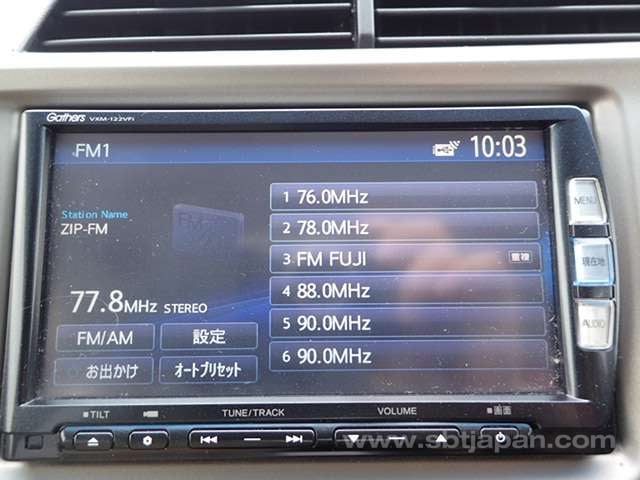 Gathers VXM-122VFi
FM1 10:03
Station Name
ZIP-FM
77.8MHz STEREO
FM/AM 設定
お出かけ オートプリセット
1 76.0MHz
2 78.0MHz
3 FM FUJI 重複
4 88.0MHz
5 90.0MHz
6 90.0MHz
MENU
現在地
AUDIO
TILT TUNE/TRACK VOLUME 画面
www.sbtjapan.com